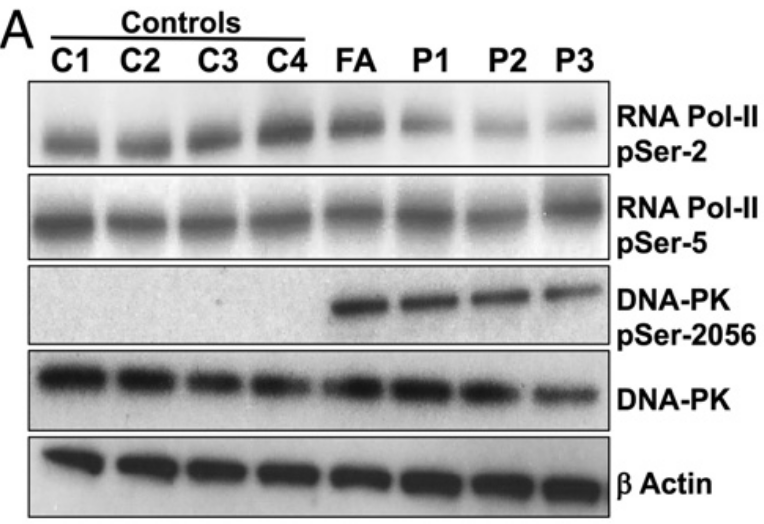 A
Controls
C1 C2 C3 C4 FA P1 P2 P3
RNA Pol-II
pSer-2
RNA Pol-II
pSer-5
DNA-PK
pSer-2056
DNA-PK
β Actin